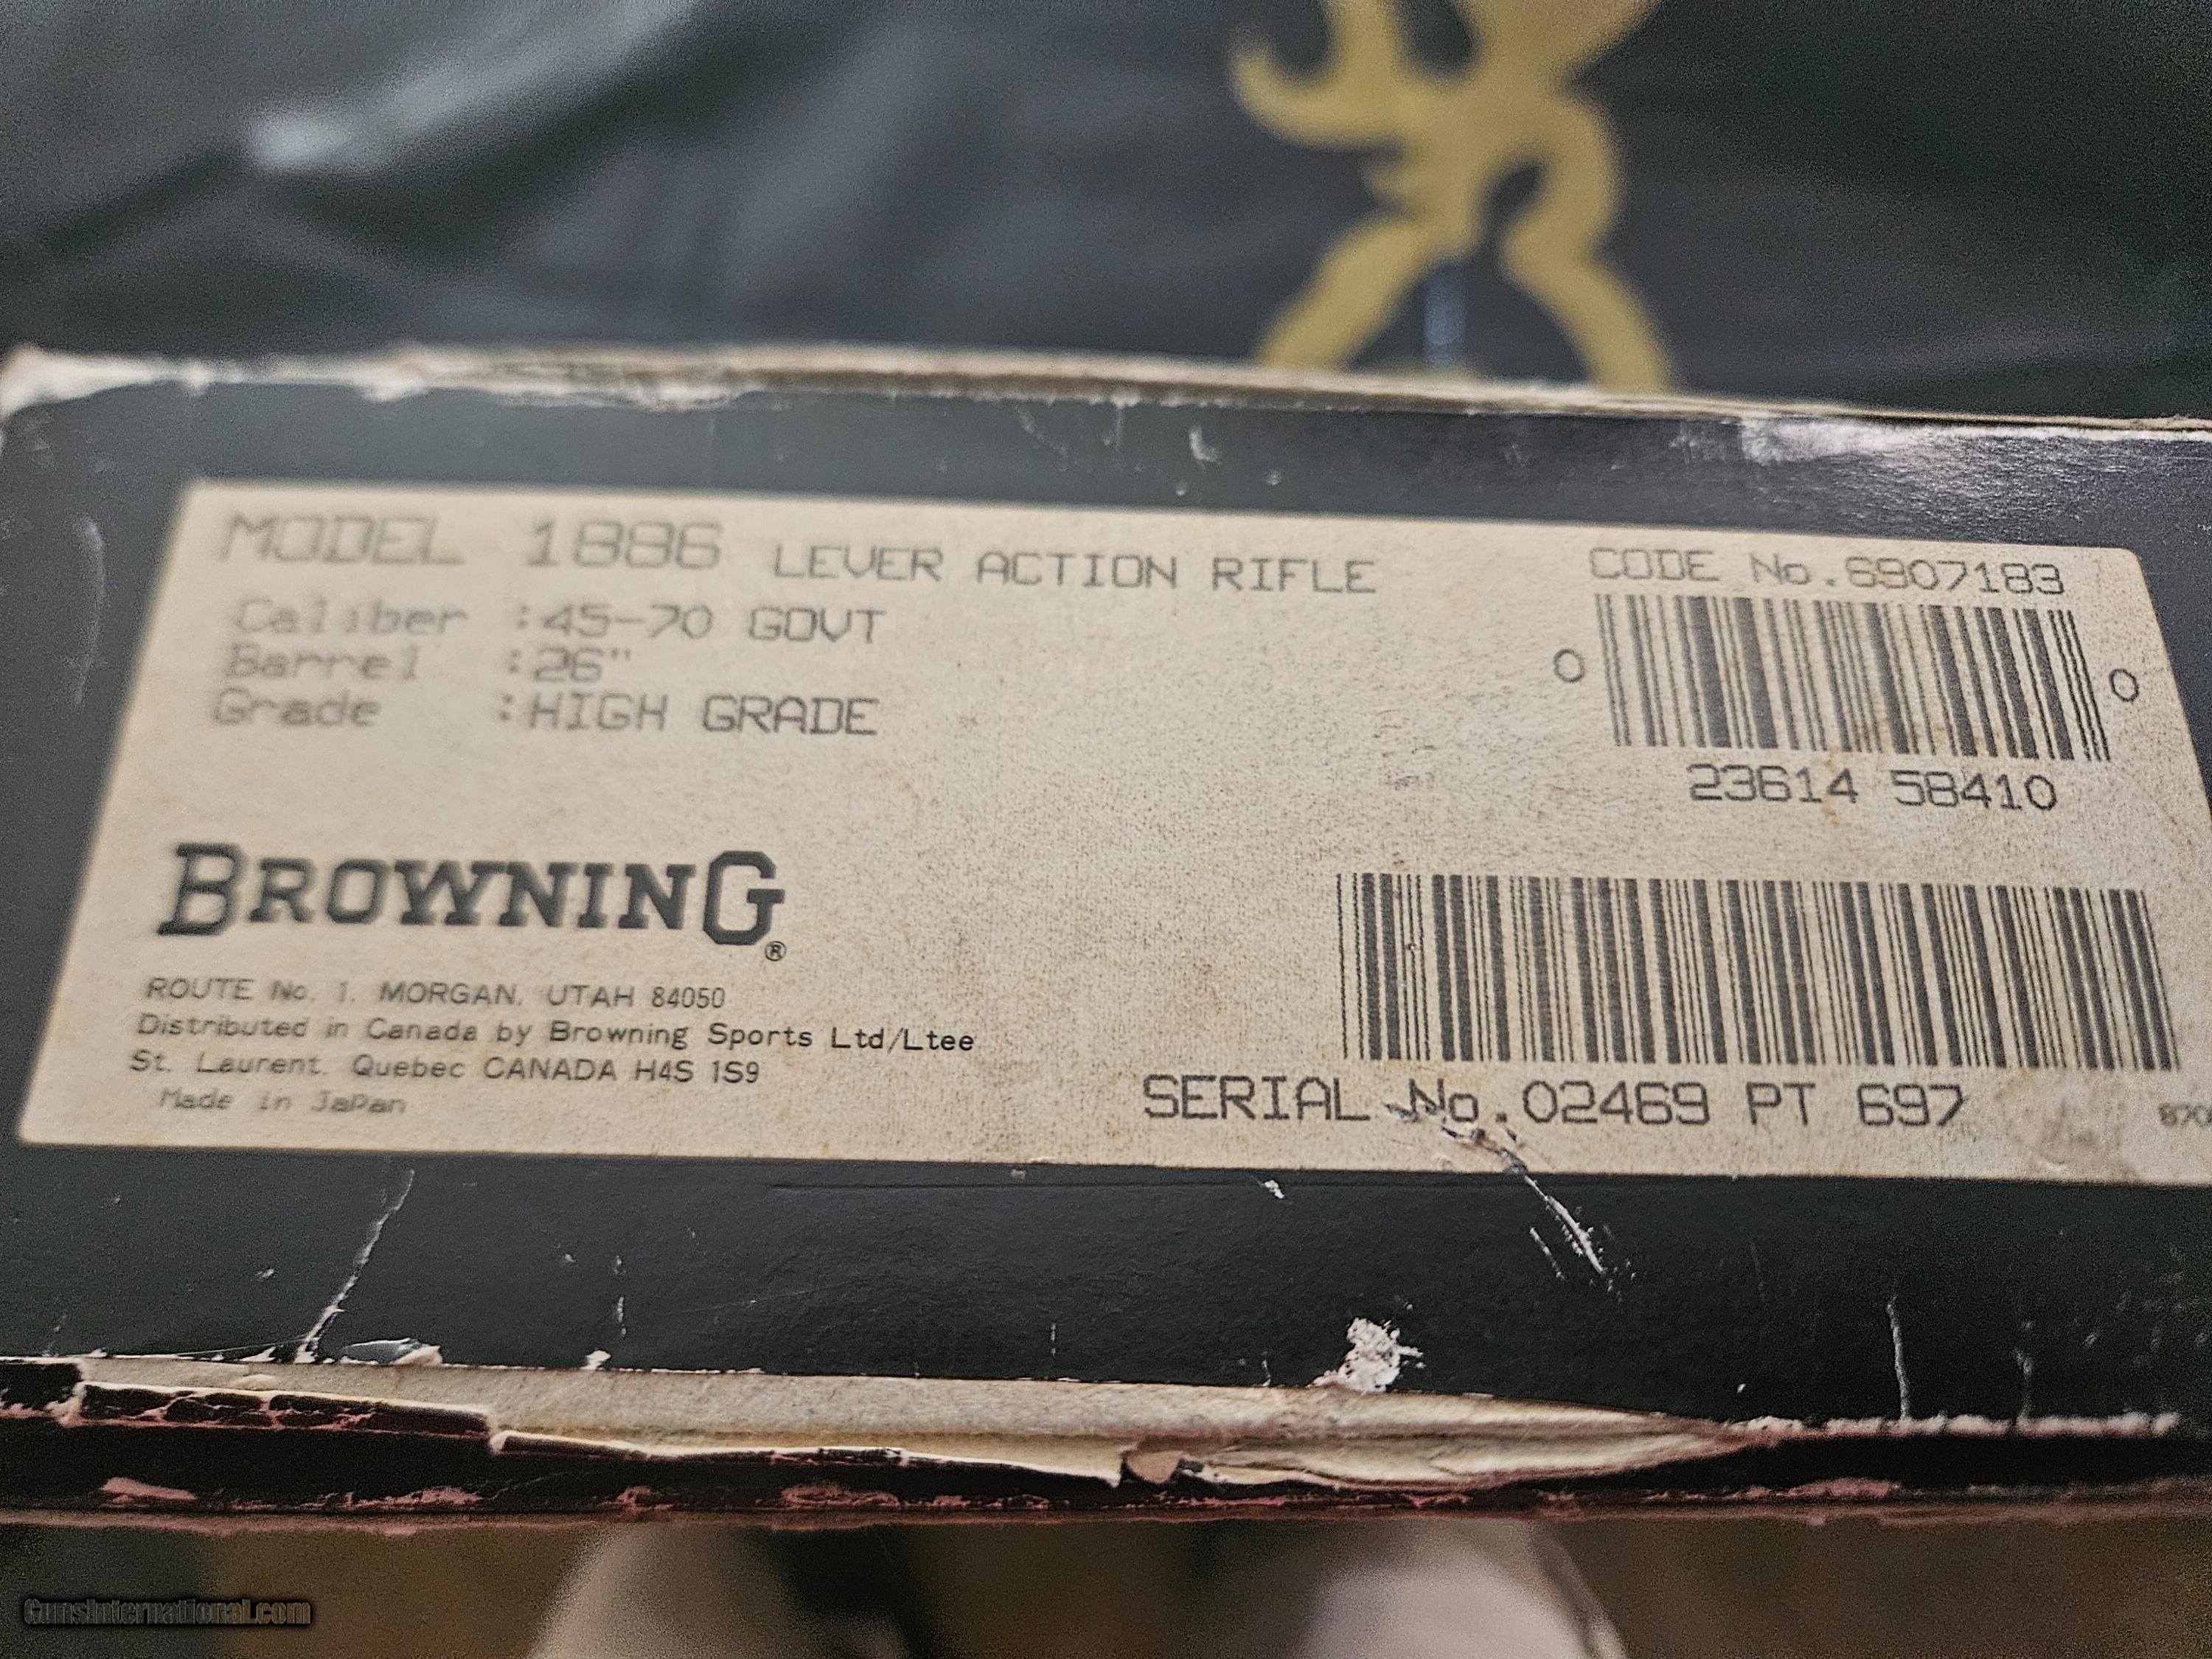 MODEL 1886 LEVER ACTION RIFLE
Caliber :45-70 GOVT
Barrel :26"
Grade :HIGH GRADE
CODE No.6907183
0 0
23614 58410
BROWNING®
ROUTE No. 1, MORGAN, UTAH 84050
Distributed in Canada by Browning Sports Ltd/Ltee
St. Laurent, Quebec CANADA H4S 1S9
Made in Japan
SERIAL No.02469 PT 697
GunsInternational.com